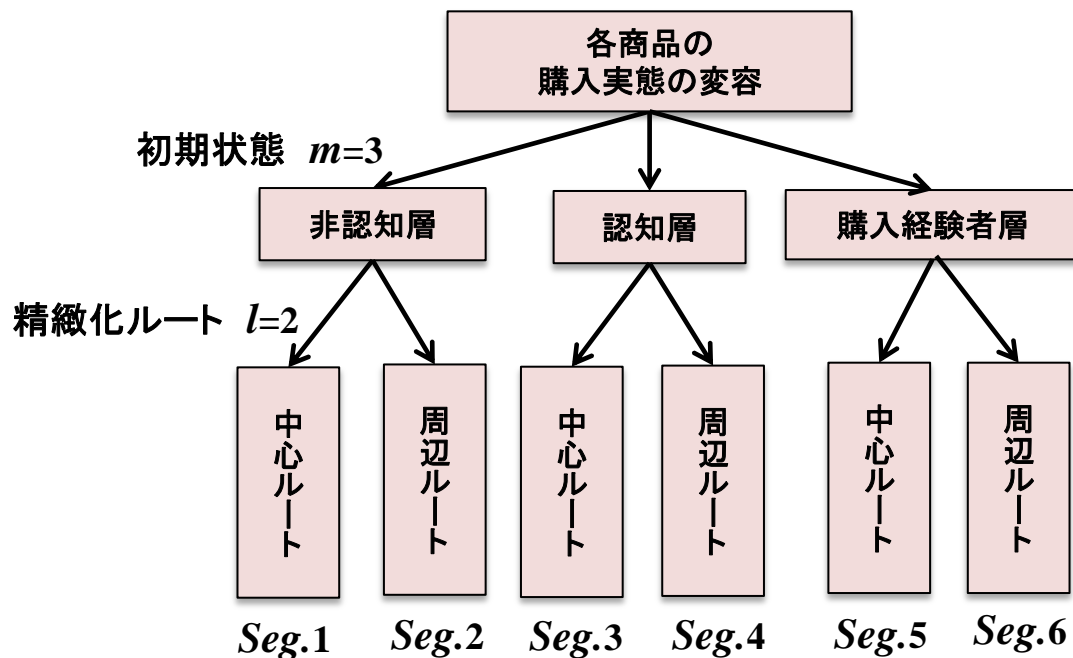 各商品の
購入実態の変容
初期状態 m=3
非認知層
認知層
購入経験者層
精緻化ルート l=2
中心ルート
周辺ルート
中心ルート
周辺ルート
中心ルート
周辺ルート
Seg.1
Seg.2
Seg.3
Seg.4
Seg.5
Seg.6